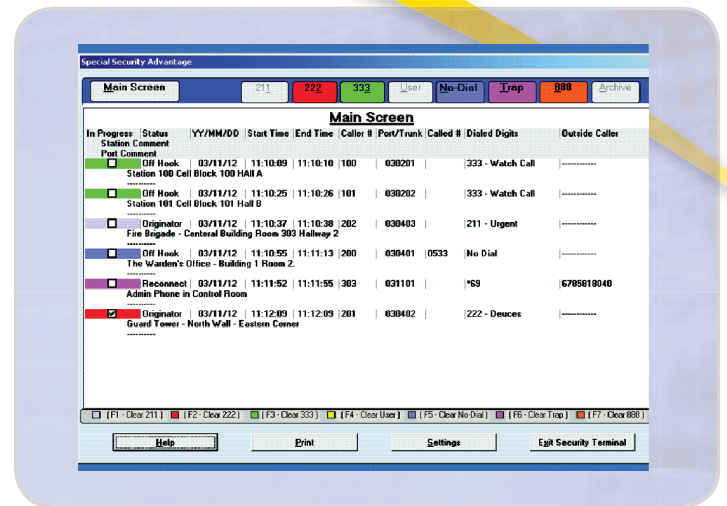 Special Security Advantage
Main Screen 211 222 333 User No-Dial Trap 888 Archive
Main Screen
In Progress |Status |YY/MM/DD |Start Time |End Time |Caller # |Port/Trunk |Called # |Dialed Digits |Outside Caller
Station Comment
Port Comment
Off Hook | 03/11/12 | 11:10:09 | 11:10:10 |100 | 030201 | |333 - Watch Call |-----------
Station 100 Cell Block 100 HAll A
----------
Off Hook | 03/11/12 | 11:10:25 | 11:10:26 |101 | 030202 | |333 - Watch Call |-----------
Station 101 Cell Block 101 Hall B
----------
Originator | 03/11/12 | 11:10:37 | 11:10:38 |202 | 030403 | |211 - Urgent |-----------
Fire Brigade - Centeral Building Room 303 Hallway 2
----------
Off Hook | 03/11/12 | 11:10:55 | 11:11:13 |200 | 030401 |0533 |No Dial |-----------
The Warden's Office - Building 1 Room 2.
----------
Reconnect | 03/11/12 | 11:11:52 | 11:11:55 |303 | 031101 | |*69 |6785818040
Admin Phone in Control Room
----------
Originator | 03/11/12 | 11:12:09 | 11:12:09 |201 | 030402 | |222 - Deuces |-----------
Guard Tower - North Wall - Eastern Corner
----------
( F1 - Clear 211 ) ( F2 - Clear 222 ) ( F3 - Clear 333 ) ( F4 - Clear User ) ( F5 - Clear No-Dial ) ( F6 - Clear Trap ) ( F7 - Clear 888 )
Help Print Settings Exit Security Terminal